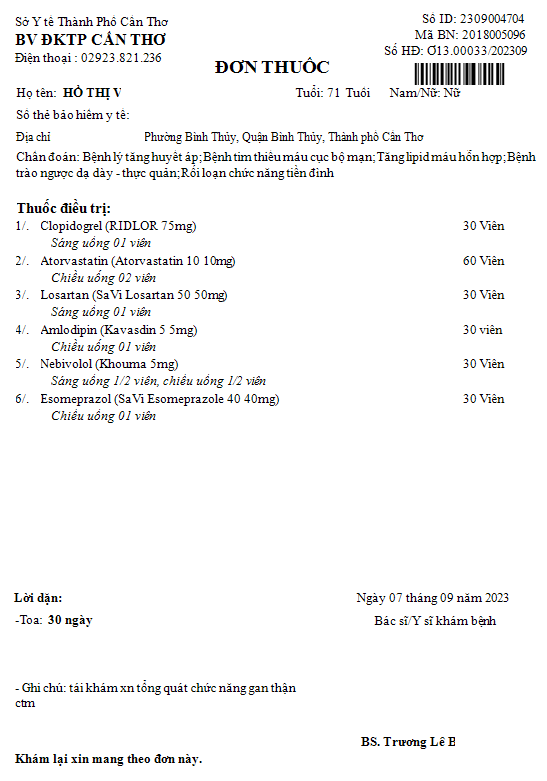 Sở Y tế Thành Phố Cần Thơ
Số ID: 2309004704
BV ĐKTP CẦN THƠ
Mã BN: 2018005096
Điện thoại : 02923.821.236
Số HĐ: Ơ13.00033/202309
ĐƠN THUỐC
Họ tên: HỒ THỊ V
Tuổi: 71 Tuổi
Nam/Nữ: Nữ
Số thẻ bảo hiểm y tế:
Địa chỉ Phường Bình Thủy, Quận Bình Thủy, Thành phố Cần Thơ
Chẩn đoán: Bệnh lý tăng huyết áp; Bệnh tim thiếu máu cục bộ mạn; Tăng lipid máu hỗn hợp; Bệnh
trào ngược dạ dày - thực quản; Rối loạn chức năng tiền đình
Thuốc điều trị:
1/. Clopidogrel (RIDLOR 75mg) 30 Viên
Sáng uống 01 viên
2/. Atorvastatin (Atorvastatin 10 10mg) 60 Viên
Chiều uống 02 viên
3/. Losartan (SaVi Losartan 50 50mg) 30 Viên
Sáng uống 01 viên
4/. Amlodipin (Kavasdin 5 5mg) 30 viên
Chiều uống 01 viên
5/. Nebivolol (Khouma 5mg) 30 Viên
Sáng uống 1/2 viên, chiều uống 1/2 viên
6/. Esomeprazol (SaVi Esomeprazole 40 40mg) 30 Viên
Chiều uống 01 viên
Lời dặn:
Ngày 07 tháng 09 năm 2023
-Toa: 30 ngày
Bác sĩ/Y sĩ khám bệnh
- Ghi chú: tái khám xn tổng quát chức năng gan thận
ctm
BS. Trương Lê B
Khám lại xin mang theo đơn này.